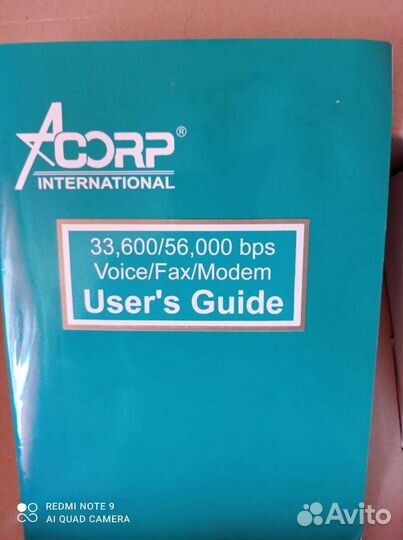 ACORP®
INTERNATIONAL
33,600/56,000 bps
Voice/Fax/Modem
User's Guide
REDMI NOTE 9
AI QUAD CAMERA
Avito